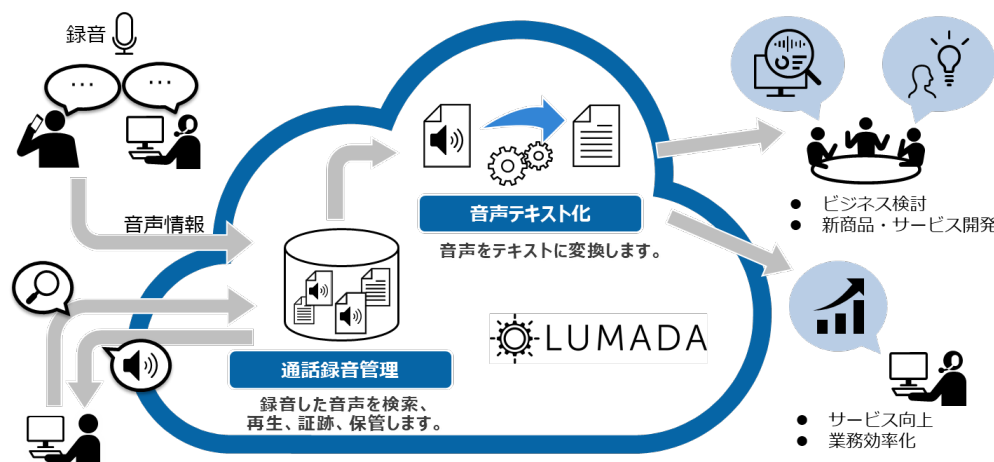 録音
...
...
音声情報
音声テキスト化
音声をテキストに変換します。
LUMADA
通話録音管理
録音した音声を検索、
再生、証跡、保管します。
● ビジネス検討
● 新商品・サービス開発
● サービス向上
● 業務効率化